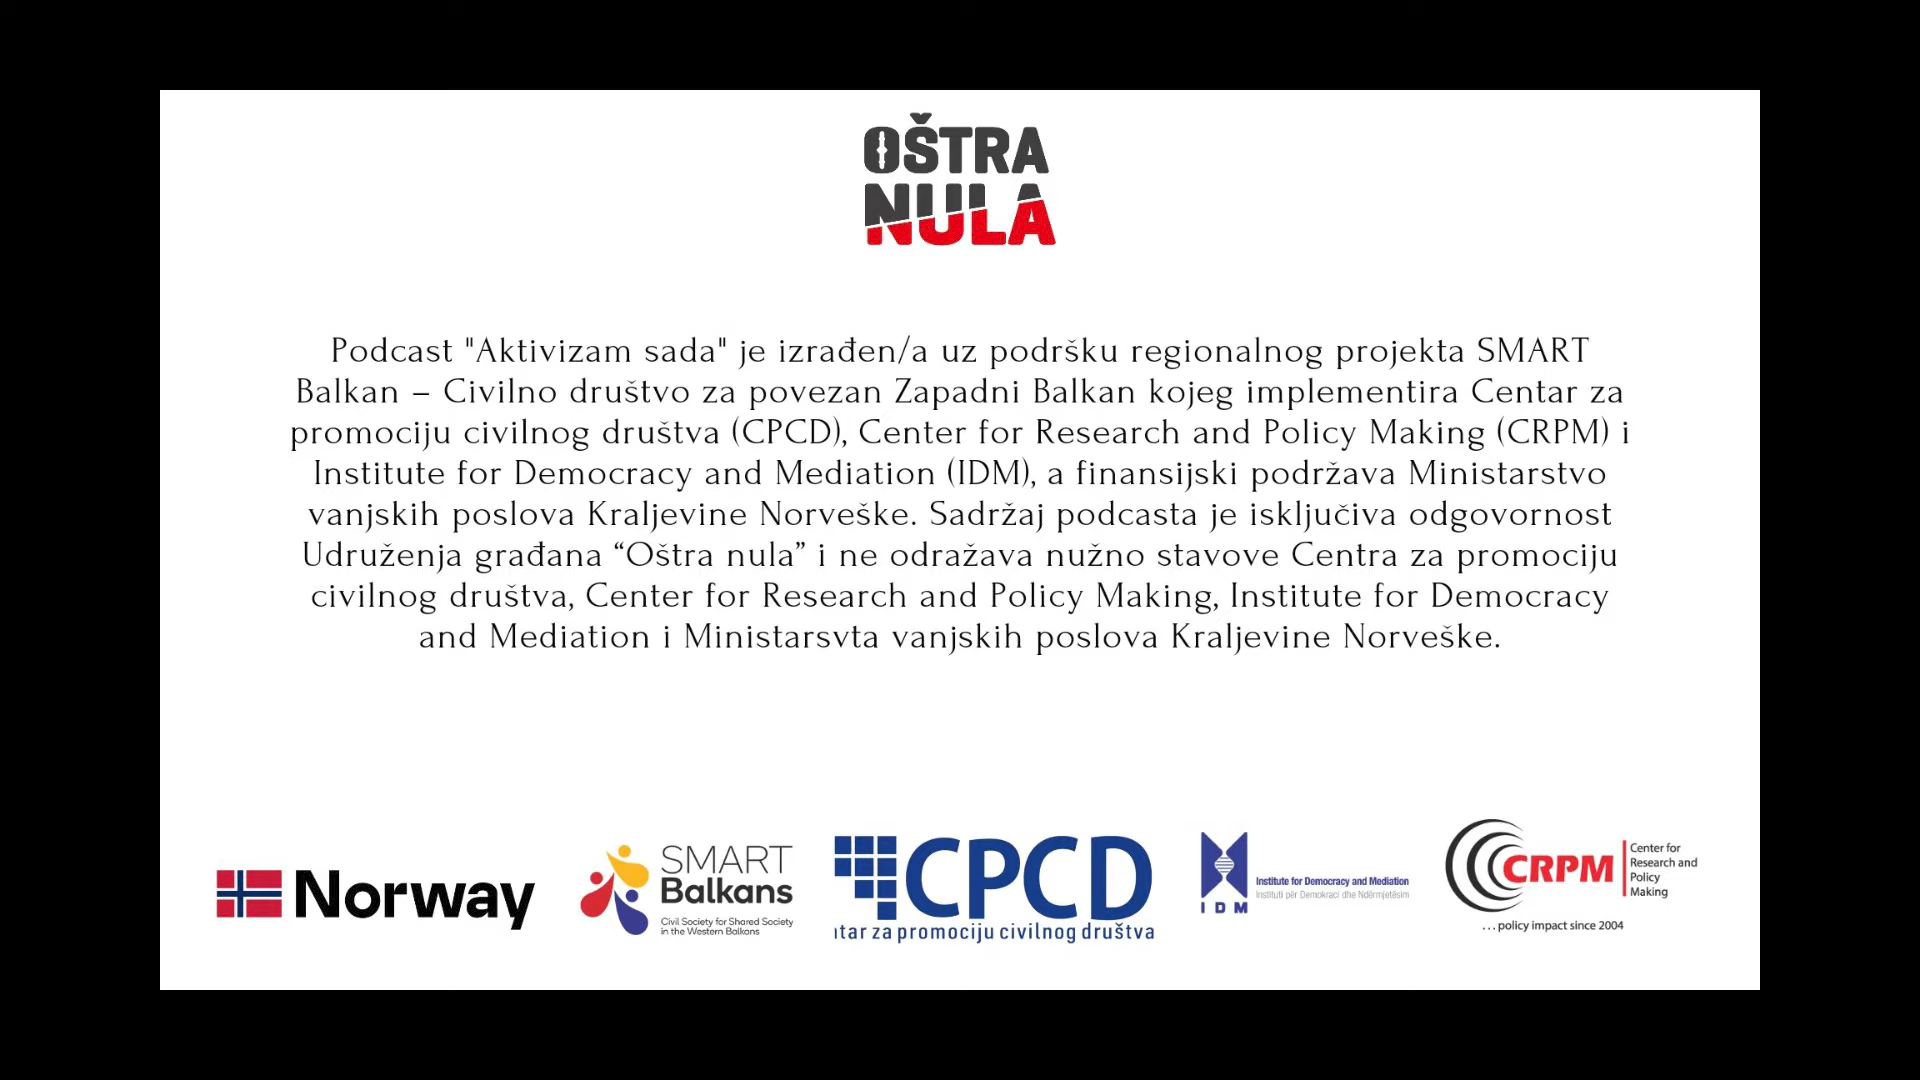 OŠTRA
NULA
Podcast "Aktivizam sada" je izrađen/a uz podršku regionalnog projekta SMART
Balkan – Civilno društvo za povezan Zapadni Balkan kojeg implementira Centar za
promociju civilnog društva (CPCD), Center for Research and Policy Making (CRPM) i
Institute for Democracy and Mediation (IDM), a finansijski podržava Ministarstvo
vanjskih poslova Kraljevine Norveške. Sadržaj podcasta je isključiva odgovornost
Udruženja građana “Oštra nula” i ne odražava nužno stavove Centra za promociju
civilnog društva, Center for Research and Policy Making, Institute for Democracy
and Mediation i Ministarsvta vanjskih poslova Kraljevine Norveške.
Norway
SMART
Balkans
Civil Society for Shared Society
in the Western Balkans
CPCD
ntar za promociju civilnog društva
IDM
Institute for Democracy and Mediation
Instituti për Demokraci dhe Ndërmjetësim
CRPM
Center for
Research and
Policy
Making
...policy impact since 2004